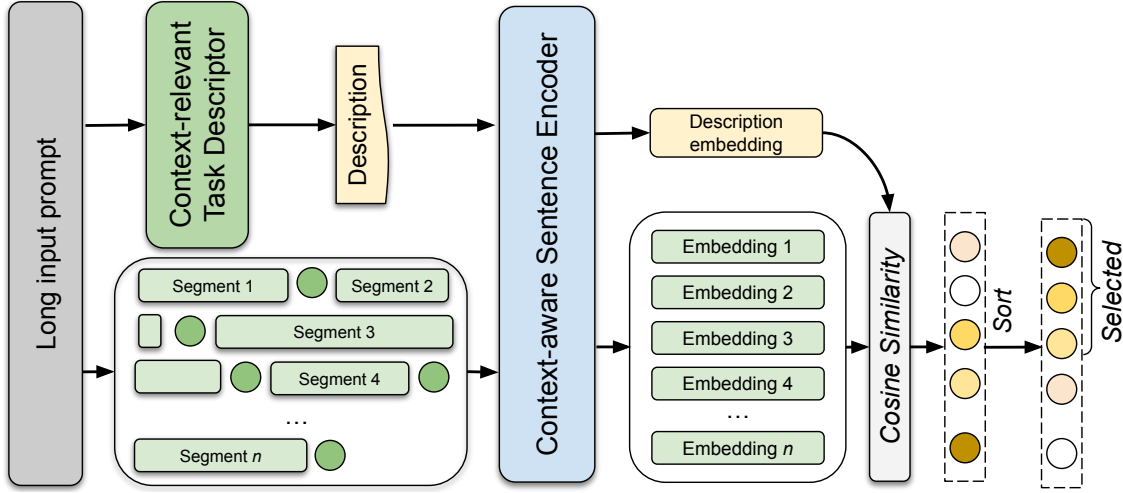 Long input prompt
Context-relevant
Task Descriptor
Description
Segment 1
Segment 2
Segment 3
Segment 4
...
Segment n
Context-aware Sentence Encoder
Description
embedding
Embedding 1
Embedding 2
Embedding 3
Embedding 4
...
Embedding n
Cosine Similarity
Sort
Selected